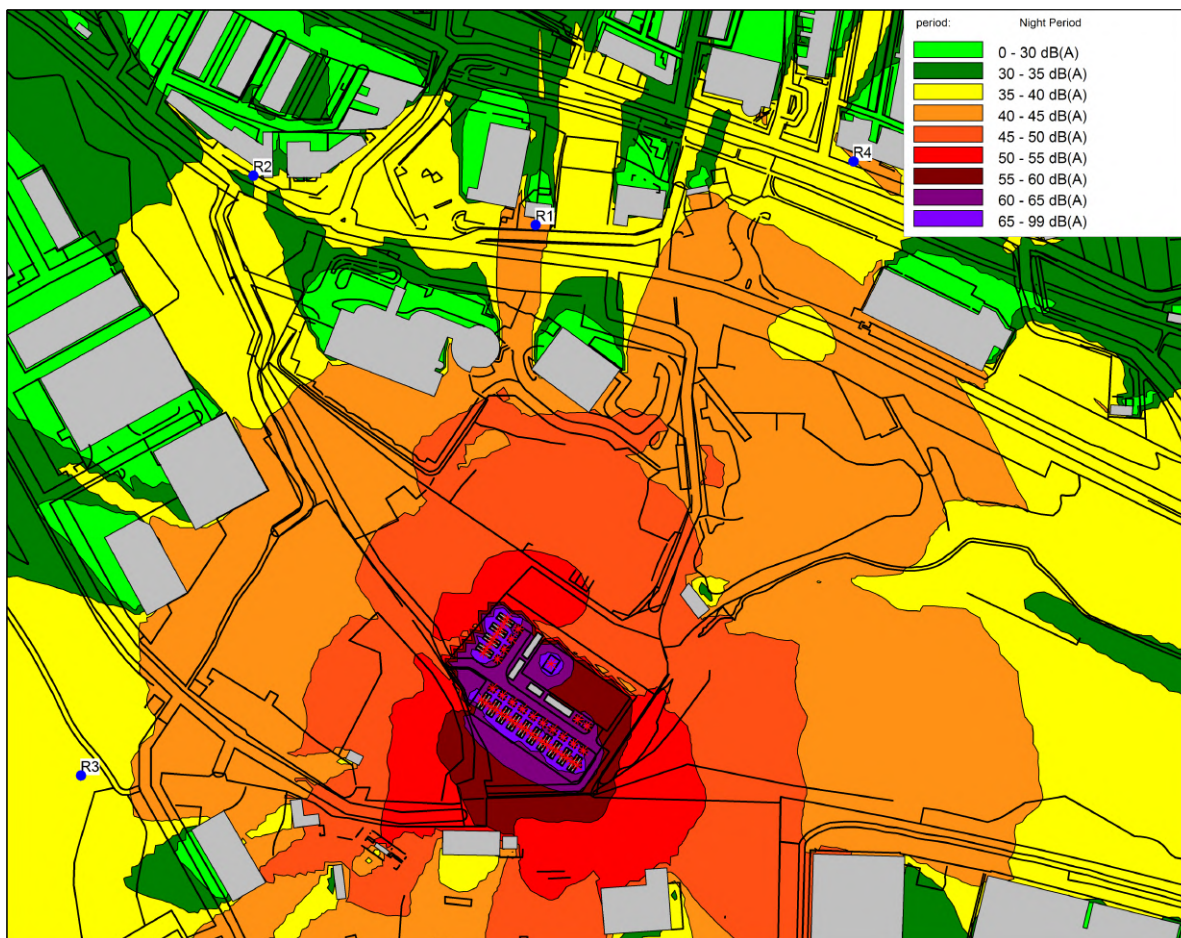 period: Night Period
0 - 30 dB(A)
30 - 35 dB(A)
35 - 40 dB(A)
40 - 45 dB(A)
45 - 50 dB(A)
50 - 55 dB(A)
55 - 60 dB(A)
60 - 65 dB(A)
65 - 99 dB(A)
R4
R2
R1
R3